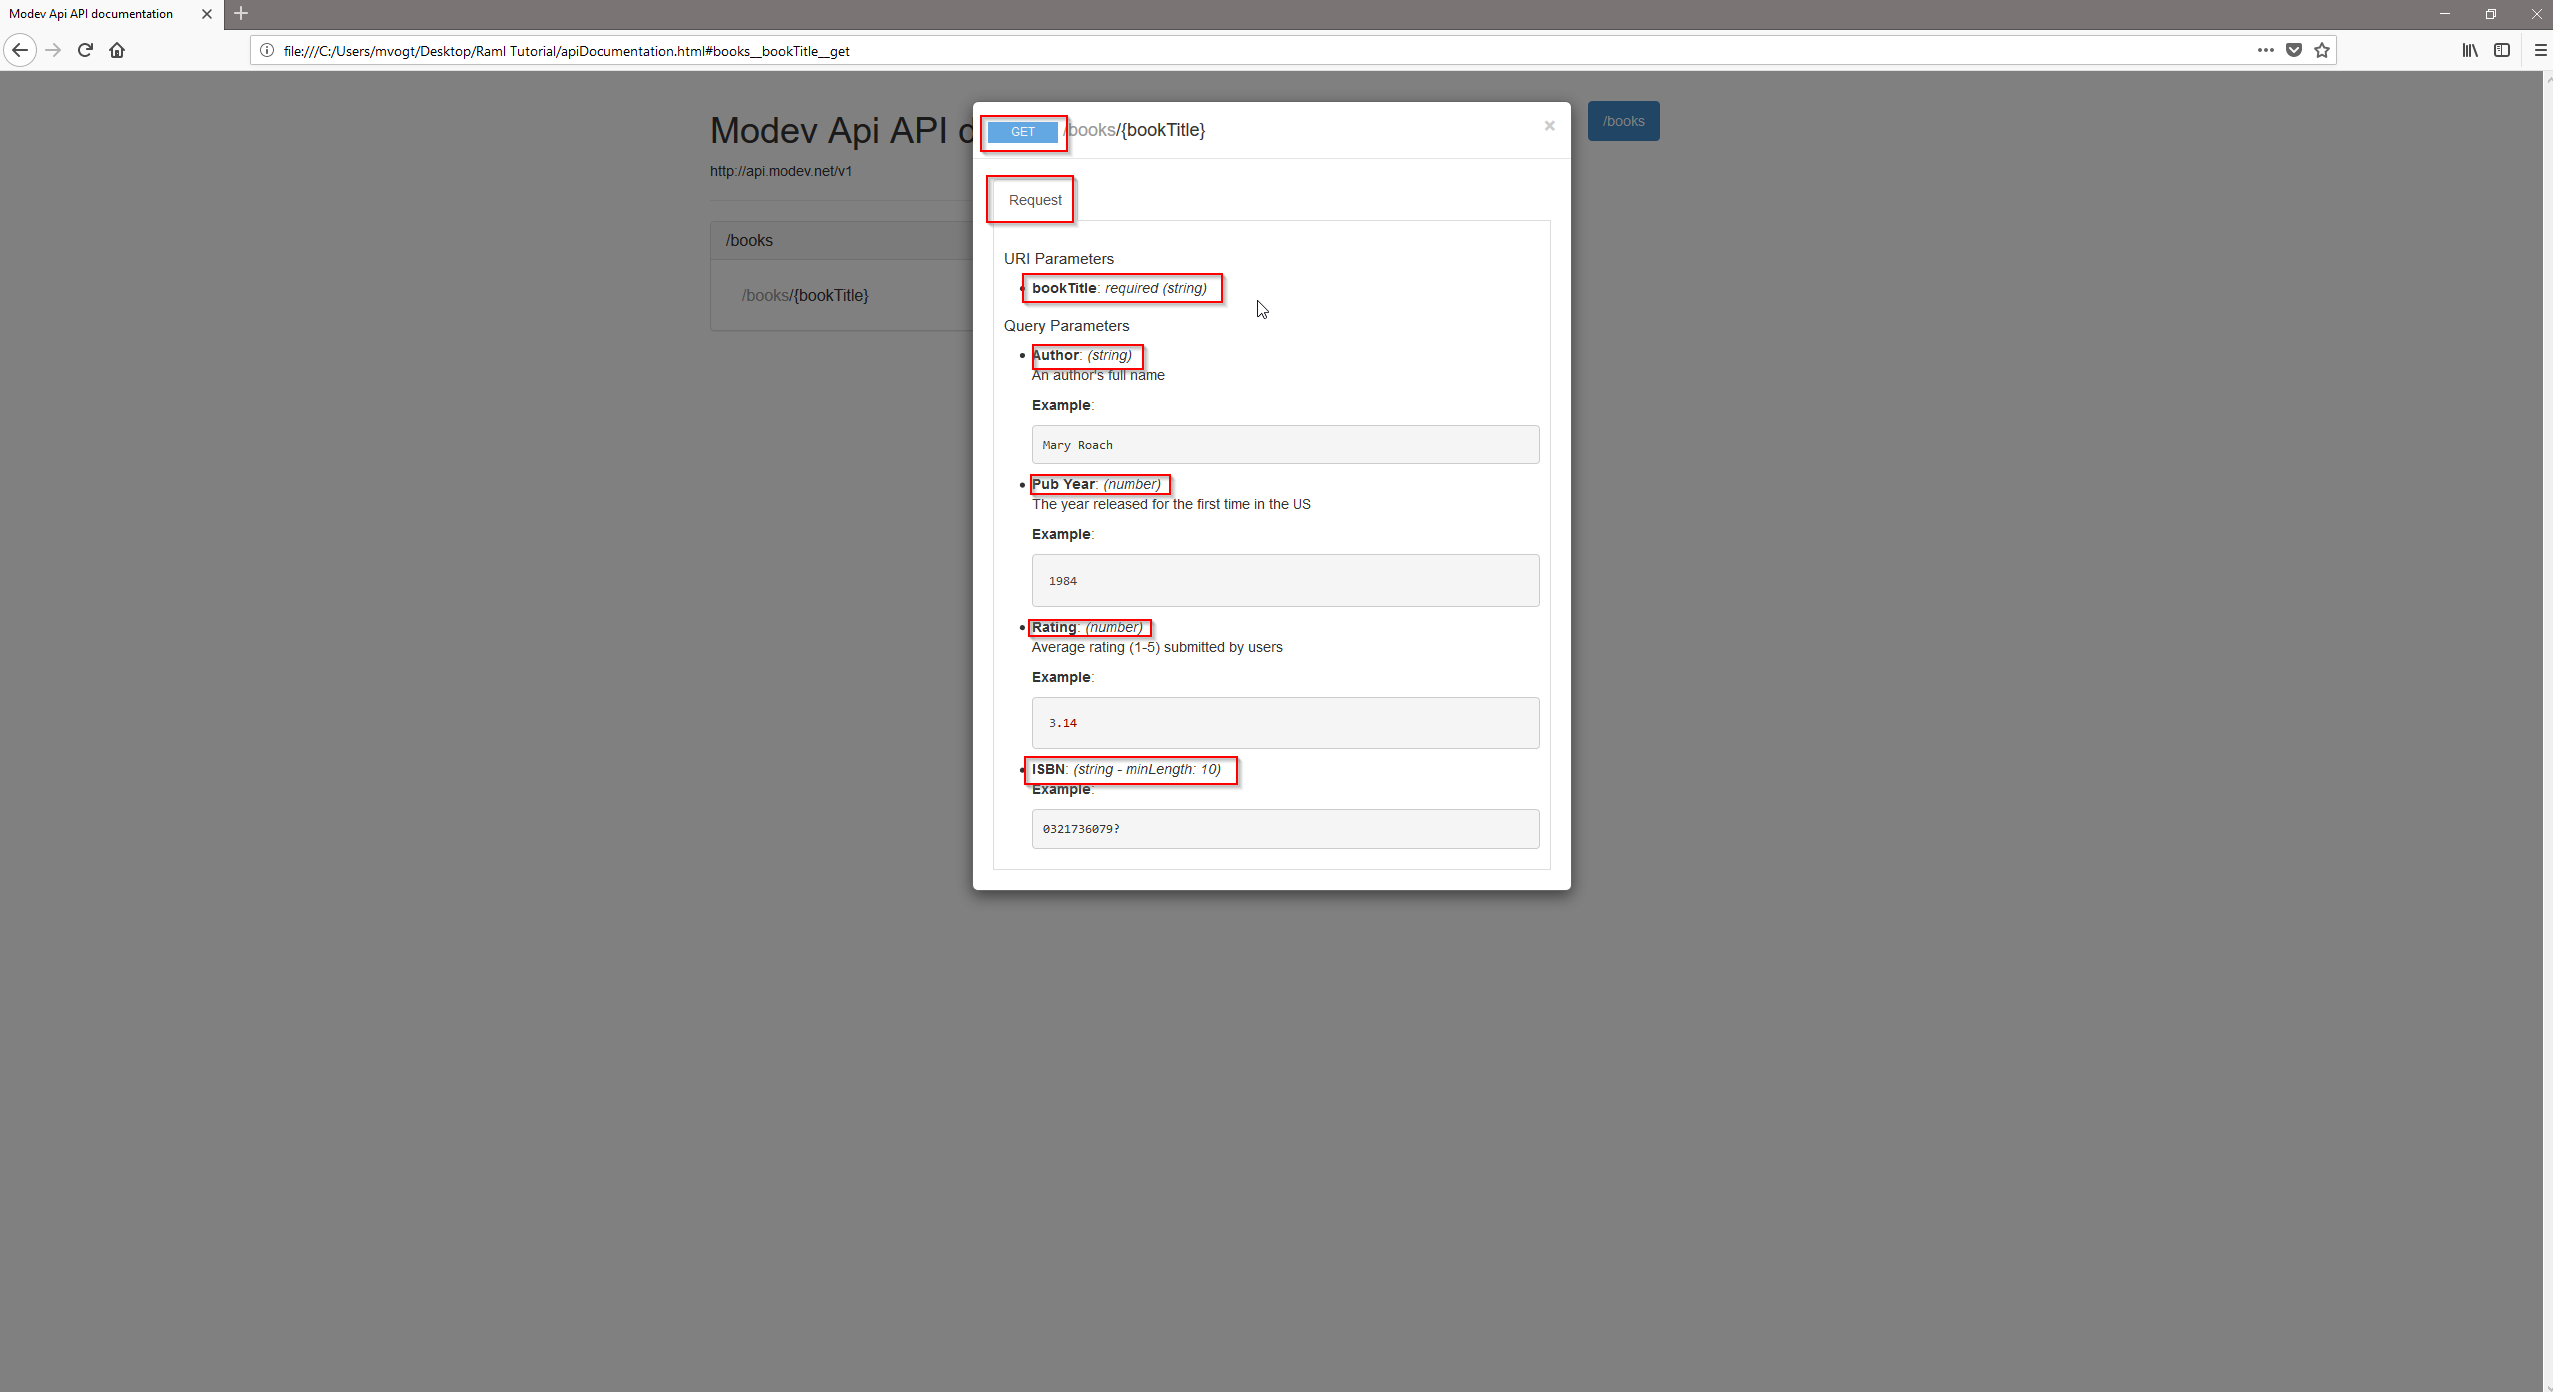 Modev Api API documentation
file:///C:/Users/mvogt/Desktop/Raml Tutorial/apiDocumentation.html#books__bookTitle__get
Modev Api API
http://api.modev.net/v1
/books
/books/{bookTitle}
/books
GET /books/{bookTitle} ×
Request
URI Parameters
• bookTitle: required (string)
Query Parameters
• Author: (string)
An author's full name
Example:
Mary Roach
• Pub Year: (number)
The year released for the first time in the US
Example:
1984
• Rating: (number)
Average rating (1-5) submitted by users
Example:
3.14
• ISBN: (string - minLength: 10)
Example:
0321736079?